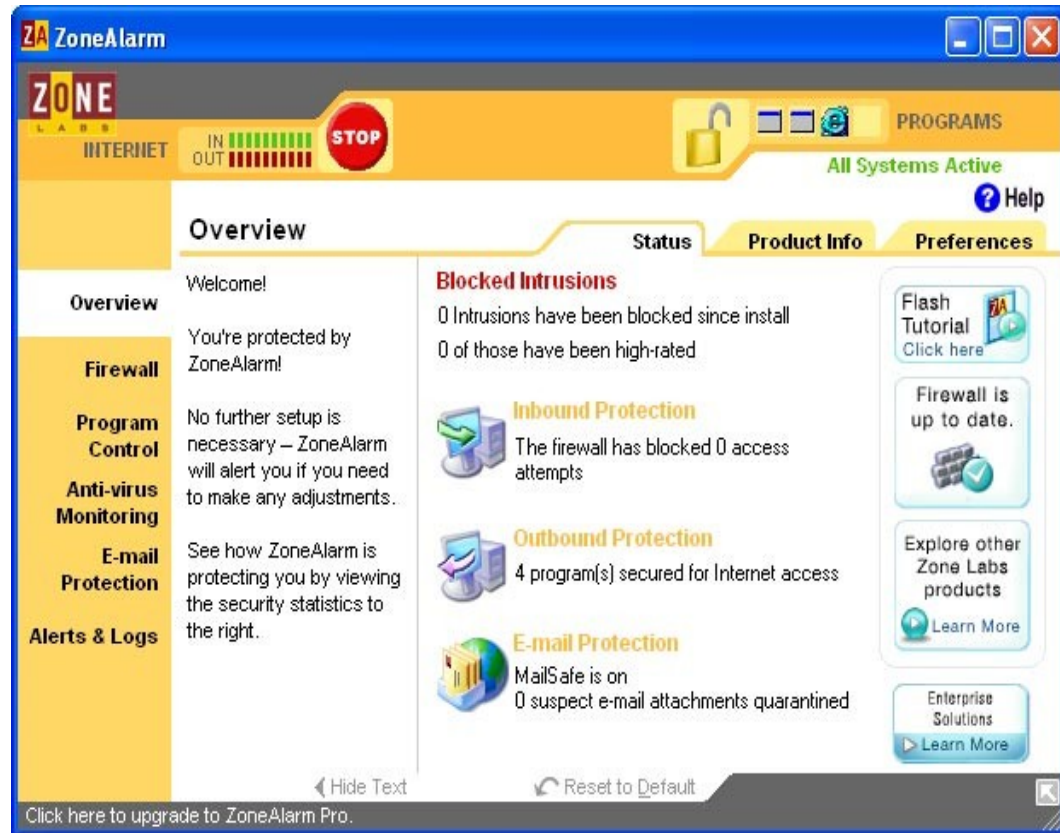 ZA ZoneAlarm
ZONE
LABS
INTERNET
IN
OUT
STOP
PROGRAMS
All Systems Active
? Help
Overview
Status
Product Info
Preferences
Overview
Firewall
Program
Control
Anti-virus
Monitoring
E-mail
Protection
Alerts & Logs
Welcome!
You're protected by
ZoneAlarm!
No further setup is
necessary – ZoneAlarm
will alert you if you need
to make any adjustments.
See how ZoneAlarm is
protecting you by viewing
the security statistics to
the right.
Blocked Intrusions
0 Intrusions have been blocked since install
0 of those have been high-rated
Inbound Protection
The firewall has blocked 0 access
attempts
Outbound Protection
4 program(s) secured for Internet access
E-mail Protection
MailSafe is on
0 suspect e-mail attachments quarantined
Flash
Tutorial
Click here
ZA
Firewall is
up to date.
Explore other
Zone Labs
products
Learn More
Enterprise
Solutions
Learn More
Hide Text
Reset to Default
Click here to upgrade to ZoneAlarm Pro.